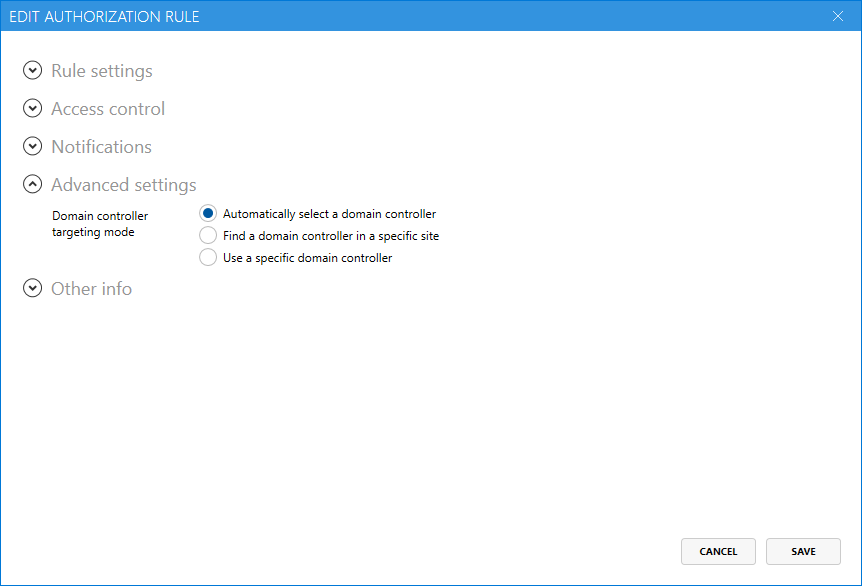 EDIT AUTHORIZATION RULE
Rule settings
Access control
Notifications
Advanced settings
Domain controller
targeting mode
Automatically select a domain controller
Find a domain controller in a specific site
Use a specific domain controller
Other info
CANCEL
SAVE